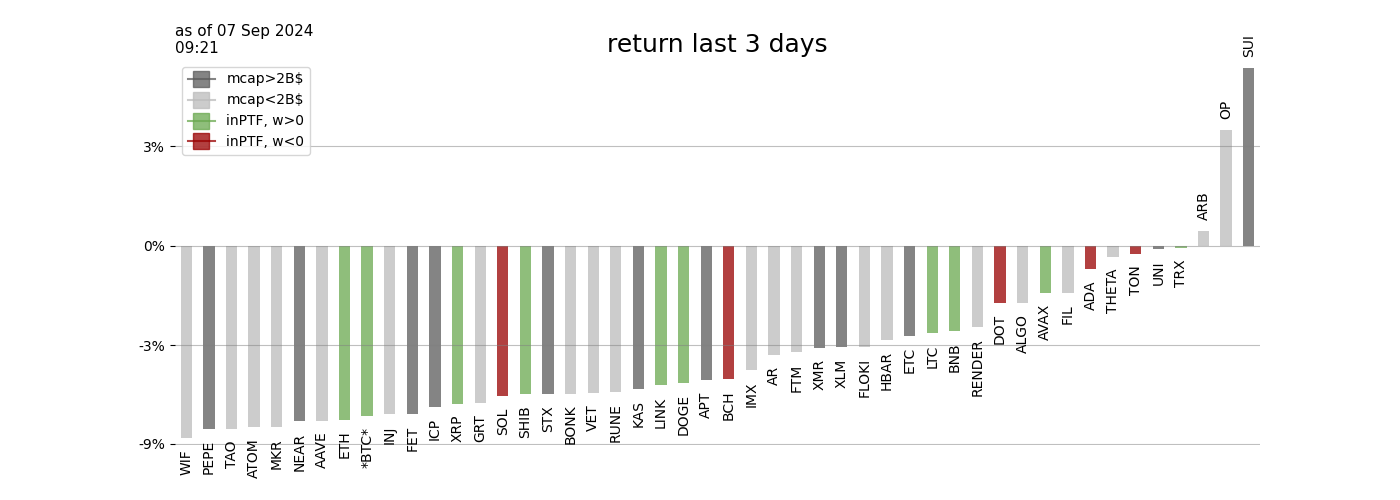 as of 07 Sep 2024
09:21
return last 3 days
mcap>2B$
mcap<2B$
inPTF, w>0
inPTF, w<0
3%
0%
-3%
-9%
WIF
PEPE
TAO
ATOM
MKR
NEAR
AAVE
ETH
*BTC*
INJ
FET
ICP
XRP
GRT
SOL
SHIB
STX
BONK
VET
RUNE
KAS
LINK
DOGE
APT
BCH
IMX
AR
FTM
XMR
XLM
FLOKI
HBAR
ETC
LTC
BNB
RENDER
DOT
ALGO
AVAX
FIL
ADA
THETA
TON
UNI
TRX
ARB
OP
SUI